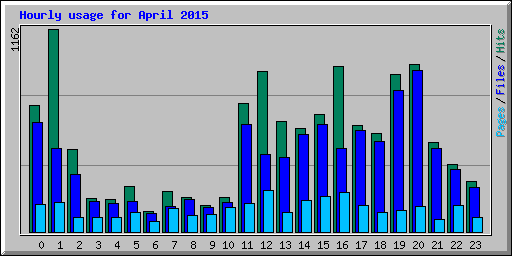 Hourly usage for April 2015
1162
Pages / Files / Hits
0 1 2 3 4 5 6 7 8 9 10 11 12 13 14 15 16 17 18 19 20 21 22 23